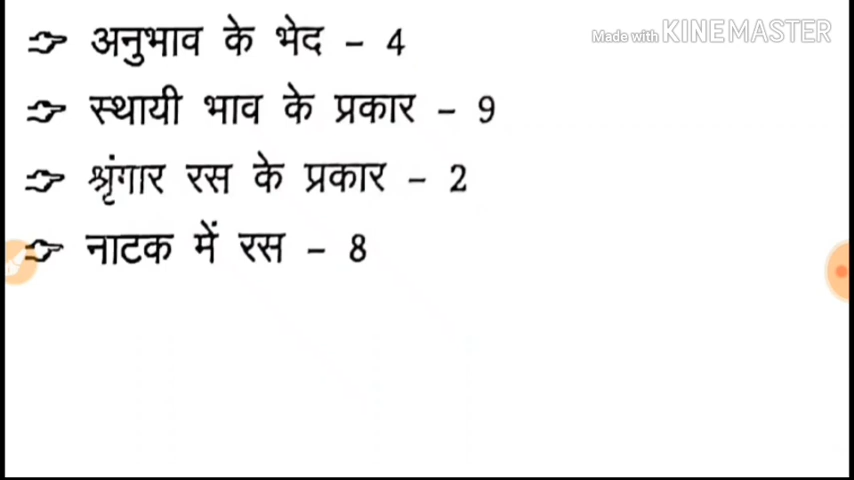 Made with KINEMASTER
☞ अनुभाव के भेद - 4
☞ स्थायी भाव के प्रकार - 9
☞ श्रृंगार रस के प्रकार - 2
☞ नाटक में रस - 8